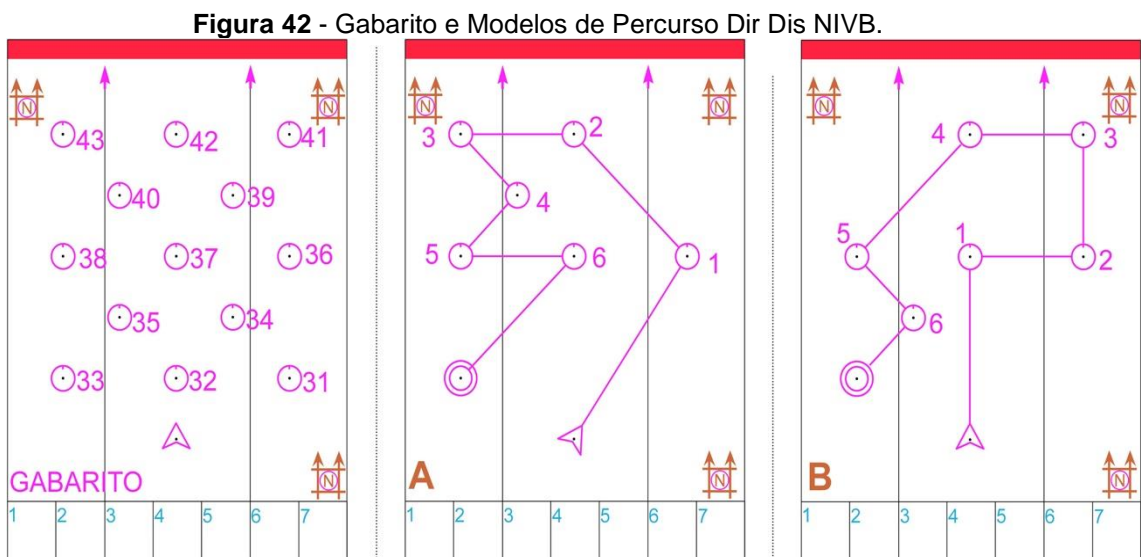 Figura 42 - Gabarito e Modelos de Percurso Dir Dis NIVB.
N N
43 42 41
40 39
38 37 36
35 34
33 32 31
GABARITO N
1 2 3 4 5 6 7
N N
3 2
4
5 6 1
A N
1 2 3 4 5 6 7
N N
4 3
5 1 2
6
B N
1 2 3 4 5 6 7